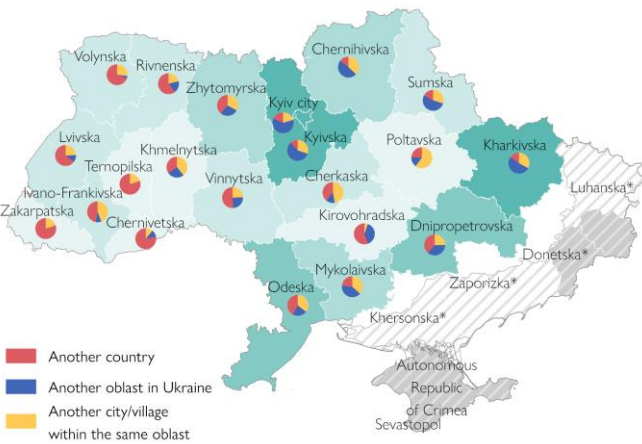 Volynska
Rivnenska
Zhytomyrska
Chernihivska
Sumska
Kyiv city
Kyivska
Lvivska
Ternopilska
Khmelnytska
Ivano-Frankivska
Zakarpatska
Chernivetska
Vinnytska
Cherkaska
Poltavska
Kharkivska
Luhanska*
Kirovohradska
Dnipropetrovska
Donetska*
Zaporizka*
Mykolaivska
Odeska
Khersonska*
Autonomous
Republic
of Crimea
Sevastopol
Another country
Another oblast in Ukraine
Another city/village
within the same oblast